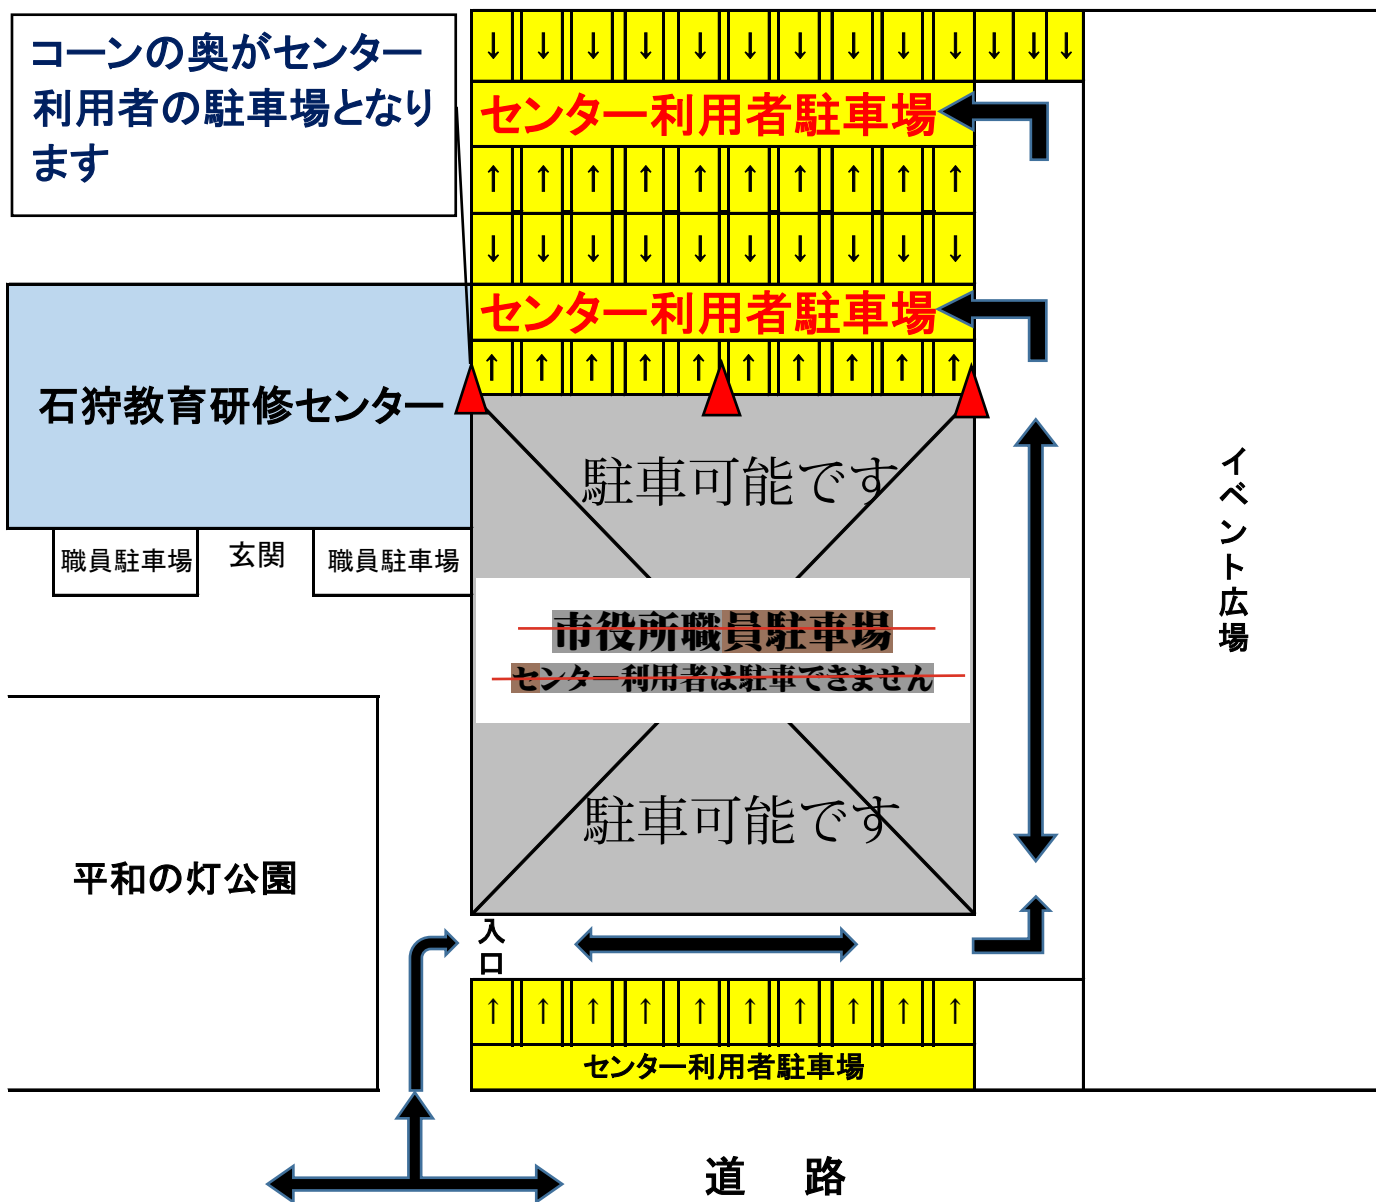 コーンの奥がセンター
利用者の駐車場となり
ます
↓ ↓ ↓ ↓ ↓ ↓ ↓ ↓ ↓ ↓ ↓ ↓ ↓
センター利用者駐車場
↑ ↑ ↑ ↑ ↑ ↑ ↑ ↑ ↑ ↑
↓ ↓ ↓ ↓ ↓ ↓ ↓ ↓ ↓ ↓
センター利用者駐車場
↑ ↑ ↑ ↑ ↑ ↑ ↑ ↑ ↑ ↑
石狩教育研修センター
駐車可能です
職員駐車場
玄関
職員駐車場
市役所職員駐車場
センター利用者は駐車できません
駐車可能です
イベント広場
平和の灯公園
入口
↑ ↑ ↑ ↑ ↑ ↑ ↑ ↑ ↑ ↑
センター利用者駐車場
道　路